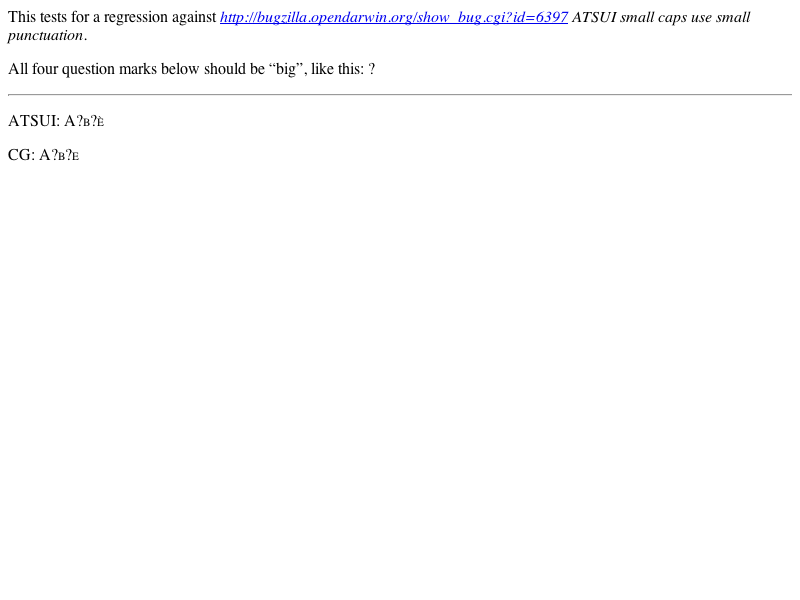 This tests for a regression against http://bugzilla.opendarwin.org/show_bug.cgi?id=6397 ATSUI small caps use small
punctuation.
All four question marks below should be “big”, like this: ?
ATSUI: A?ʙ?ᴇ̀
CG: A?ʙ?ᴇ